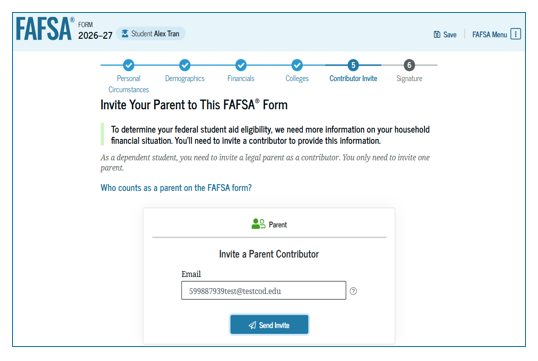 FAFSA® FORM
2026–27
Student Alex Tran
Save
FAFSA Menu
5
6
Personal
Circumstances
Demographics
Financials
Colleges
Contributor Invite
Signature
Invite Your Parent to This FAFSA® Form
To determine your federal student aid eligibility, we need more information on your household
financial situation. You'll need to invite a contributor to provide this information.
As a dependent student, you need to invite a legal parent as a contributor. You only need to invite one
parent.
Who counts as a parent on the FAFSA form?
Parent
Invite a Parent Contributor
Email
599887939test@testcod.edu
?
Send Invite